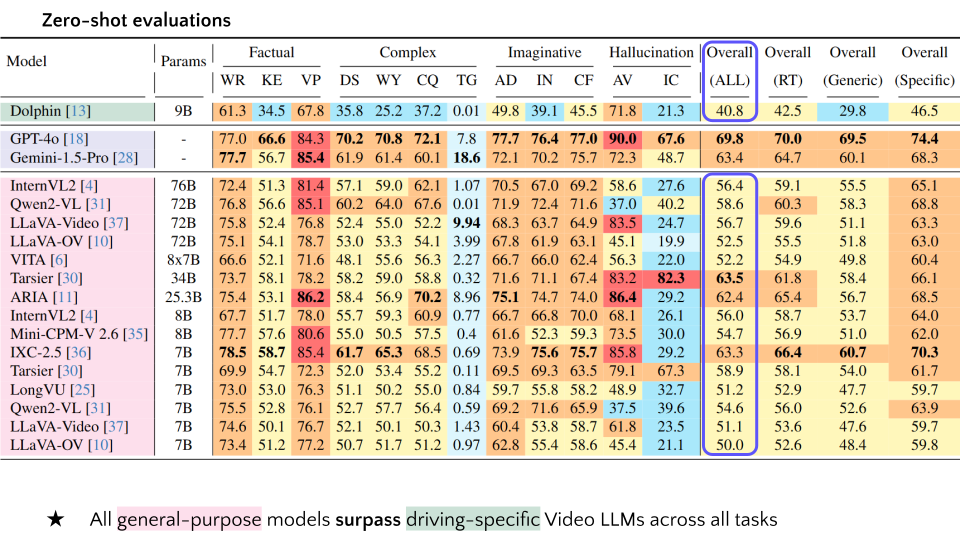 Zero-shot evaluations
Model Params Factual Complex Imaginative Hallucination Overall Overall Overall Overall
WR KE VP DS WY CQ TG AD IN CF AV IC (ALL) (RT) (Generic) (Specific)
Dolphin [13] 9B 61.3 34.5 67.8 35.8 25.2 37.2 0.01 49.8 39.1 45.5 71.8 21.3 40.8 42.5 29.8 46.5
GPT-4o [18] - 77.0 66.6 84.3 70.2 70.8 72.1 7.8 77.7 76.4 77.0 90.0 67.6 69.8 70.0 69.5 74.4
Gemini-1.5-Pro [28] 77.7 56.7 85.4 61.9 61.4 60.1 18.6 72.1 70.2 75.7 72.3 48.7 63.4 64.7 60.1 68.3
InternVL2 [4] 76B 72.4 51.3 81.4 57.1 59.0 62.1 1.07 70.5 67.0 69.2 58.6 27.6 56.4 59.1 55.5 65.1
Qwen2-VL [31] 72B 76.8 56.6 85.1 60.2 64.0 67.6 0.01 71.9 72.4 71.6 37.0 40.2 58.6 60.3 58.3 68.8
LLaVA-Video [37] 72B 75.8 52.4 76.8 52.4 55.0 52.2 9.94 68.3 63.7 64.9 83.5 24.7 56.7 59.6 51.1 63.3
LLaVA-OV [10] 72B 75.1 54.1 78.7 53.0 53.3 54.1 3.99 67.8 61.9 63.1 45.1 19.9 52.5 55.5 51.8 63.0
VITA [6] 8x7B 66.6 52.1 71.6 48.1 55.6 56.3 2.27 66.7 66.0 62.4 56.3 22.0 52.2 54.9 49.8 60.4
Tarsier [30] 34B 73.7 58.1 78.2 58.2 59.0 58.8 0.32 71.6 71.1 67.4 83.2 82.3 63.5 61.8 58.4 66.1
ARIA [11] 25.3B 75.4 53.1 86.2 58.4 56.9 70.2 8.96 75.1 74.7 74.0 86.4 29.2 62.4 65.4 56.7 68.5
InternVL2 [4] 8B 67.7 51.7 78.0 55.7 59.3 60.9 0.77 66.7 66.8 70.0 68.1 26.1 56.0 58.7 53.7 64.0
Mini-CPM-V 2.6 [35] 8B 77.7 57.6 80.6 55.0 50.5 57.5 0.4 61.6 52.3 59.3 73.5 30.0 54.7 56.9 51.0 62.0
IXC-2.5 [36] 7B 78.5 58.7 85.4 61.7 65.3 68.5 0.69 73.9 75.6 75.7 85.8 29.2 63.3 66.4 60.7 70.3
Tarsier [30] 7B 69.9 54.7 72.3 52.0 53.4 55.2 0.11 69.5 69.3 63.5 79.1 67.3 58.9 58.1 54.0 61.7
LongVU [25] 7B 73.0 53.0 76.3 51.1 50.2 55.0 0.84 59.7 55.8 58.2 48.9 32.7 51.2 52.9 47.7 59.7
Qwen2-VL [31] 7B 75.5 52.8 76.1 52.7 57.7 56.4 0.59 69.2 71.6 65.9 37.5 39.6 54.6 56.0 52.6 63.9
LLaVA-Video [37] 7B 74.6 50.1 76.7 52.1 50.1 50.3 1.43 60.4 53.8 58.7 61.8 23.5 51.1 53.6 47.6 59.7
LLaVA-OV [10] 7B 73.4 51.2 77.2 50.7 51.7 51.2 0.97 62.8 55.4 58.6 45.4 21.1 50.0 52.6 48.4 59.8
★ All general-purpose models surpass driving-specific Video LLMs across all tasks